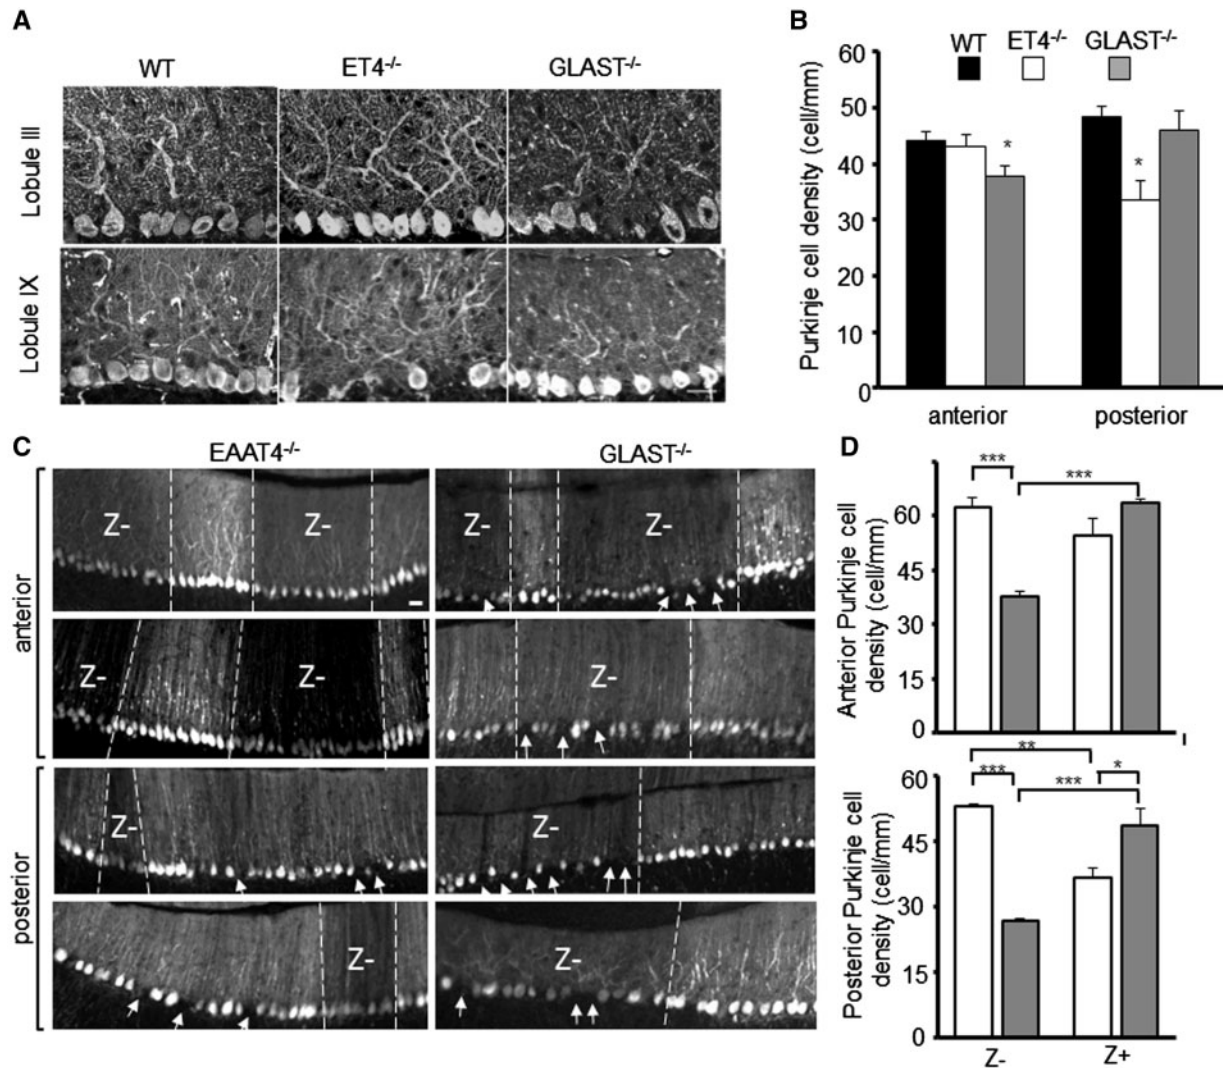 A
WT
ET4-/-
GLAST-/-
Lobule III
Lobule IX
B
WT
ET4-/-
GLAST-/-
Purkinje cell density (cell/mm)
60
50
40
30
20
10
0
*
*
anterior
posterior
C
EAAT4-/-
GLAST-/-
anterior
posterior
Z-
Z-
Z-
Z-
Z-
Z-
Z-
Z-
Z-
Z-
Z-
D
Anterior Purkinje cell
density (cell/mm)
60
45
30
15
0
***
***
Posterior Purkinje cell
density (cell/mm)
60
45
30
15
0
**
***
***
*
Z-
Z+